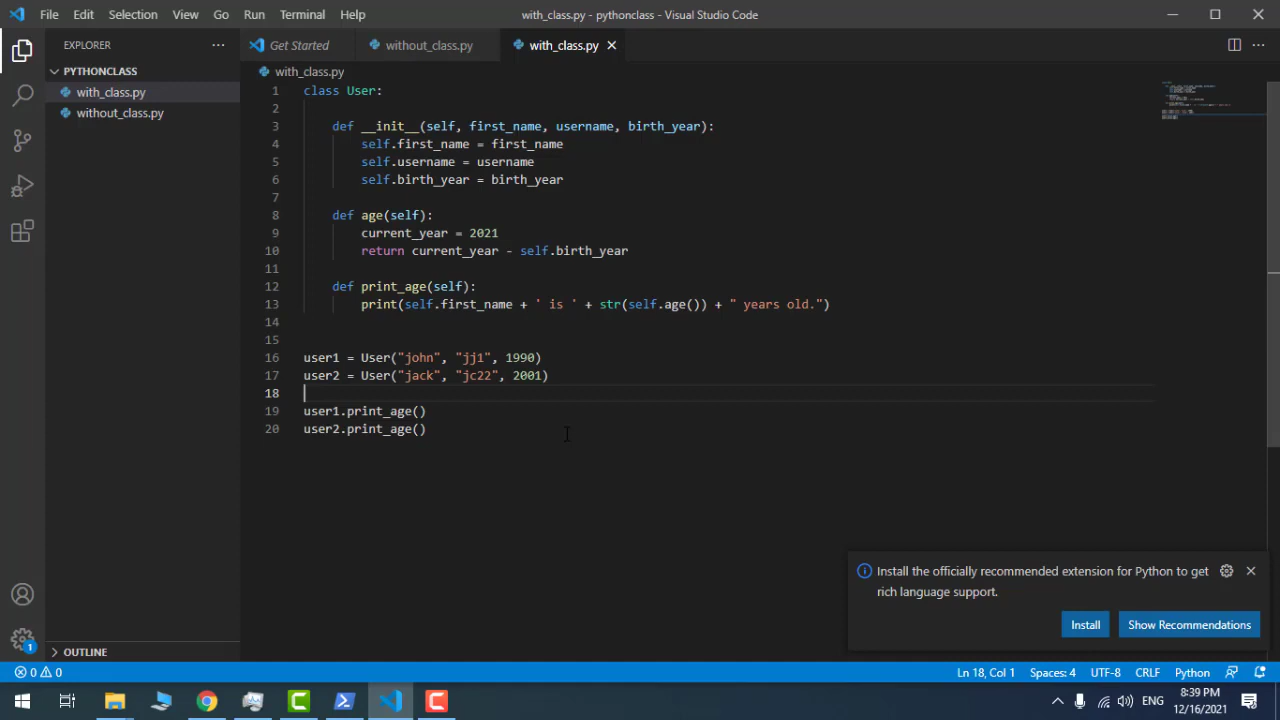 File Edit Selection View Go Run Terminal Help
with_class.py - pythonclass - Visual Studio Code
EXPLORER
Get Started
without_class.py
with_class.py
PYTHONCLASS
with_class.py
without_class.py
OUTLINE
with_class.py
1 class User:
2
3 def __init__(self, first_name, username, birth_year):
4 self.first_name = first_name
5 self.username = username
6 self.birth_year = birth_year
7
8 def age(self):
9 current_year = 2021
10 return current_year - self.birth_year
11
12 def print_age(self):
13 print(self.first_name + ' is ' + str(self.age()) + " years old.")
14
15
16 user1 = User("john", "jj1", 1990)
17 user2 = User("jack", "jc22", 2001)
18
19 user1.print_age()
20 user2.print_age()
Install the officially recommended extension for Python to get
rich language support.
Install
Show Recommendations
1
0 0
Ln 18, Col 1 Spaces: 4 UTF-8 CRLF Python
ENG
8:39 PM
12/16/2021